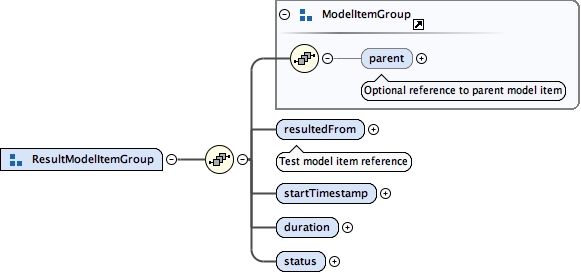 ModelItemGroup
parent
Optional reference to parent model item
resultedFrom
Test model item reference
ResultModelItemGroup
startTimestamp
duration
status